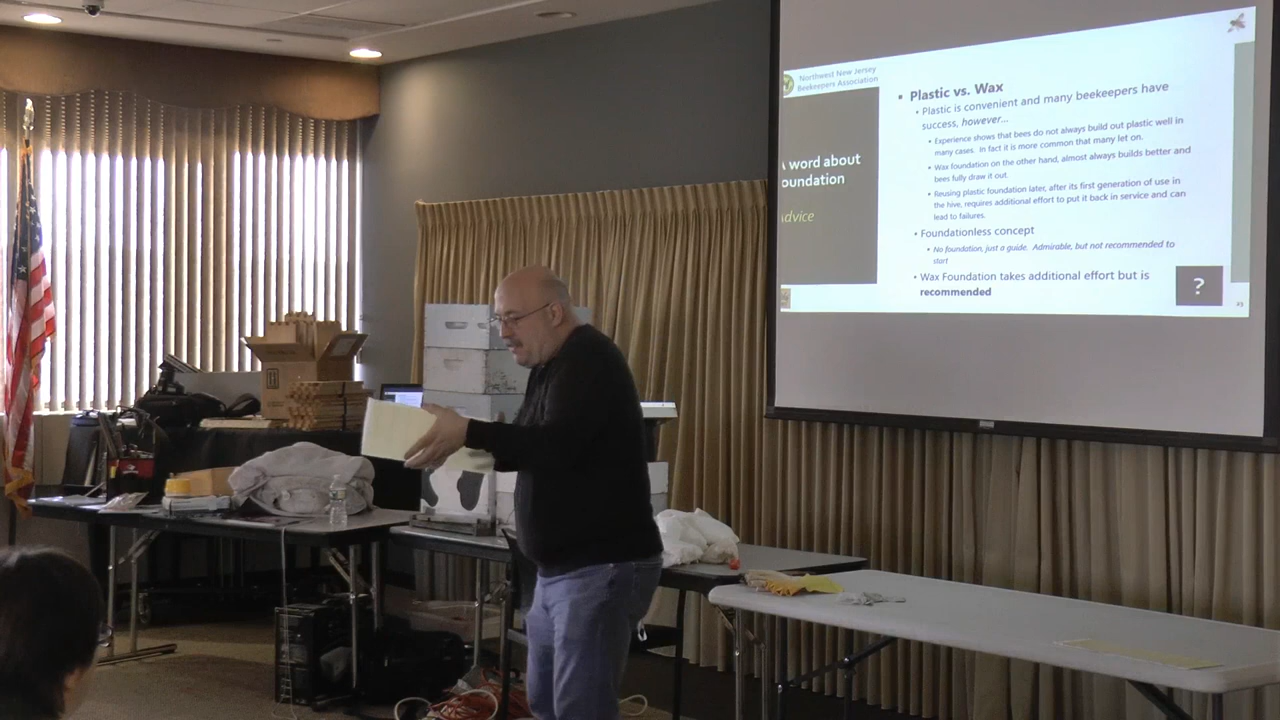 Northwest New Jersey
Beekeepers Association
A word about
oundation
Advice
▪ Plastic vs. Wax
• Plastic is convenient and many beekeepers have
success, however...
• Experience shows that bees do not always build out plastic well in
many cases. In fact it is more common that many let on.
• Wax foundation on the other hand, almost always builds better and
bees fully draw it out.
• Reusing plastic foundation later, after its first generation of use in
the hive, requires additional effort to put it back in service and can
lead to failures.
• Foundationless concept
• No foundation, just a guide. Admirable, but not recommended to
start
• Wax Foundation takes additional effort but is
recommended
?